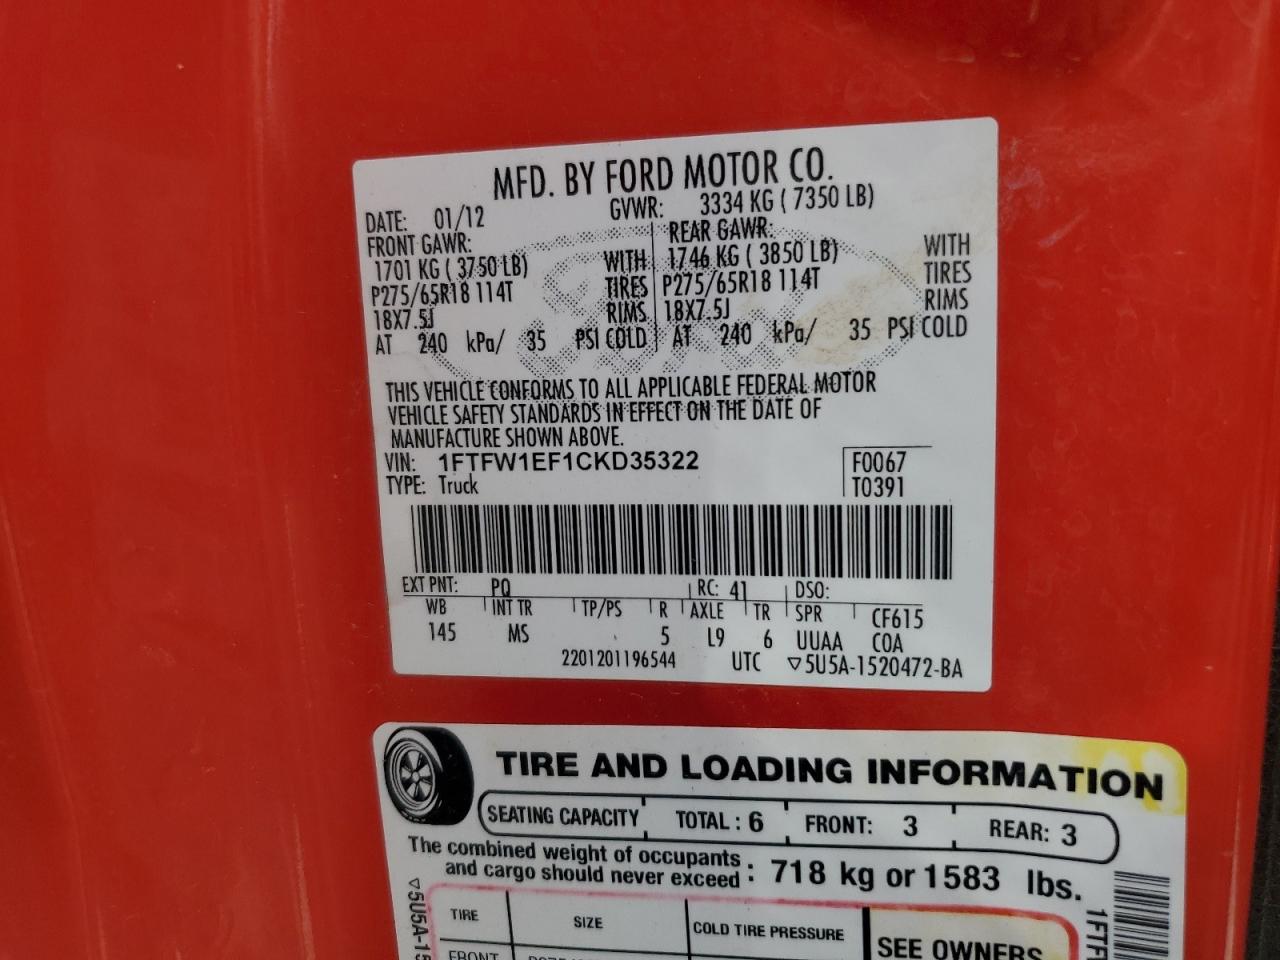 MFD. BY FORD MOTOR CO.
DATE: 01/12 GVWR: 3334 KG ( 7350 LB)
FRONT GAWR: REAR GAWR:
1701 KG ( 3750 LB) WITH 1746 KG ( 3850 LB) WITH
P275/65R18 114T TIRES P275/65R18 114T TIRES
18X7.5J RIMS 18X7.5J RIMS
AT 240 kPa/ 35 PSI COLD AT 240 kPa/ 35 PSI COLD
THIS VEHICLE CONFORMS TO ALL APPLICABLE FEDERAL MOTOR
VEHICLE SAFETY STANDARDS IN EFFECT ON THE DATE OF
MANUFACTURE SHOWN ABOVE.
VIN: 1FTFW1EF1CKD35322 F0067
TYPE: Truck T0391
EXT PNT: PQ RC: 41 DSO:
WB INT TR TP/PS R AXLE TR SPR CF615
145 MS 5 L9 6 UUAA COA
2201201196544 UTC ▽5U5A-1520472-BA
TIRE AND LOADING INFORMATION
SEATING CAPACITY TOTAL : 6 FRONT: 3 REAR: 3
The combined weight of occupants
and cargo should never exceed : 718 kg or 1583 lbs.
TIRE SIZE COLD TIRE PRESSURE SEE OWNERS
FRONT
▽5U5A-15
1FTF